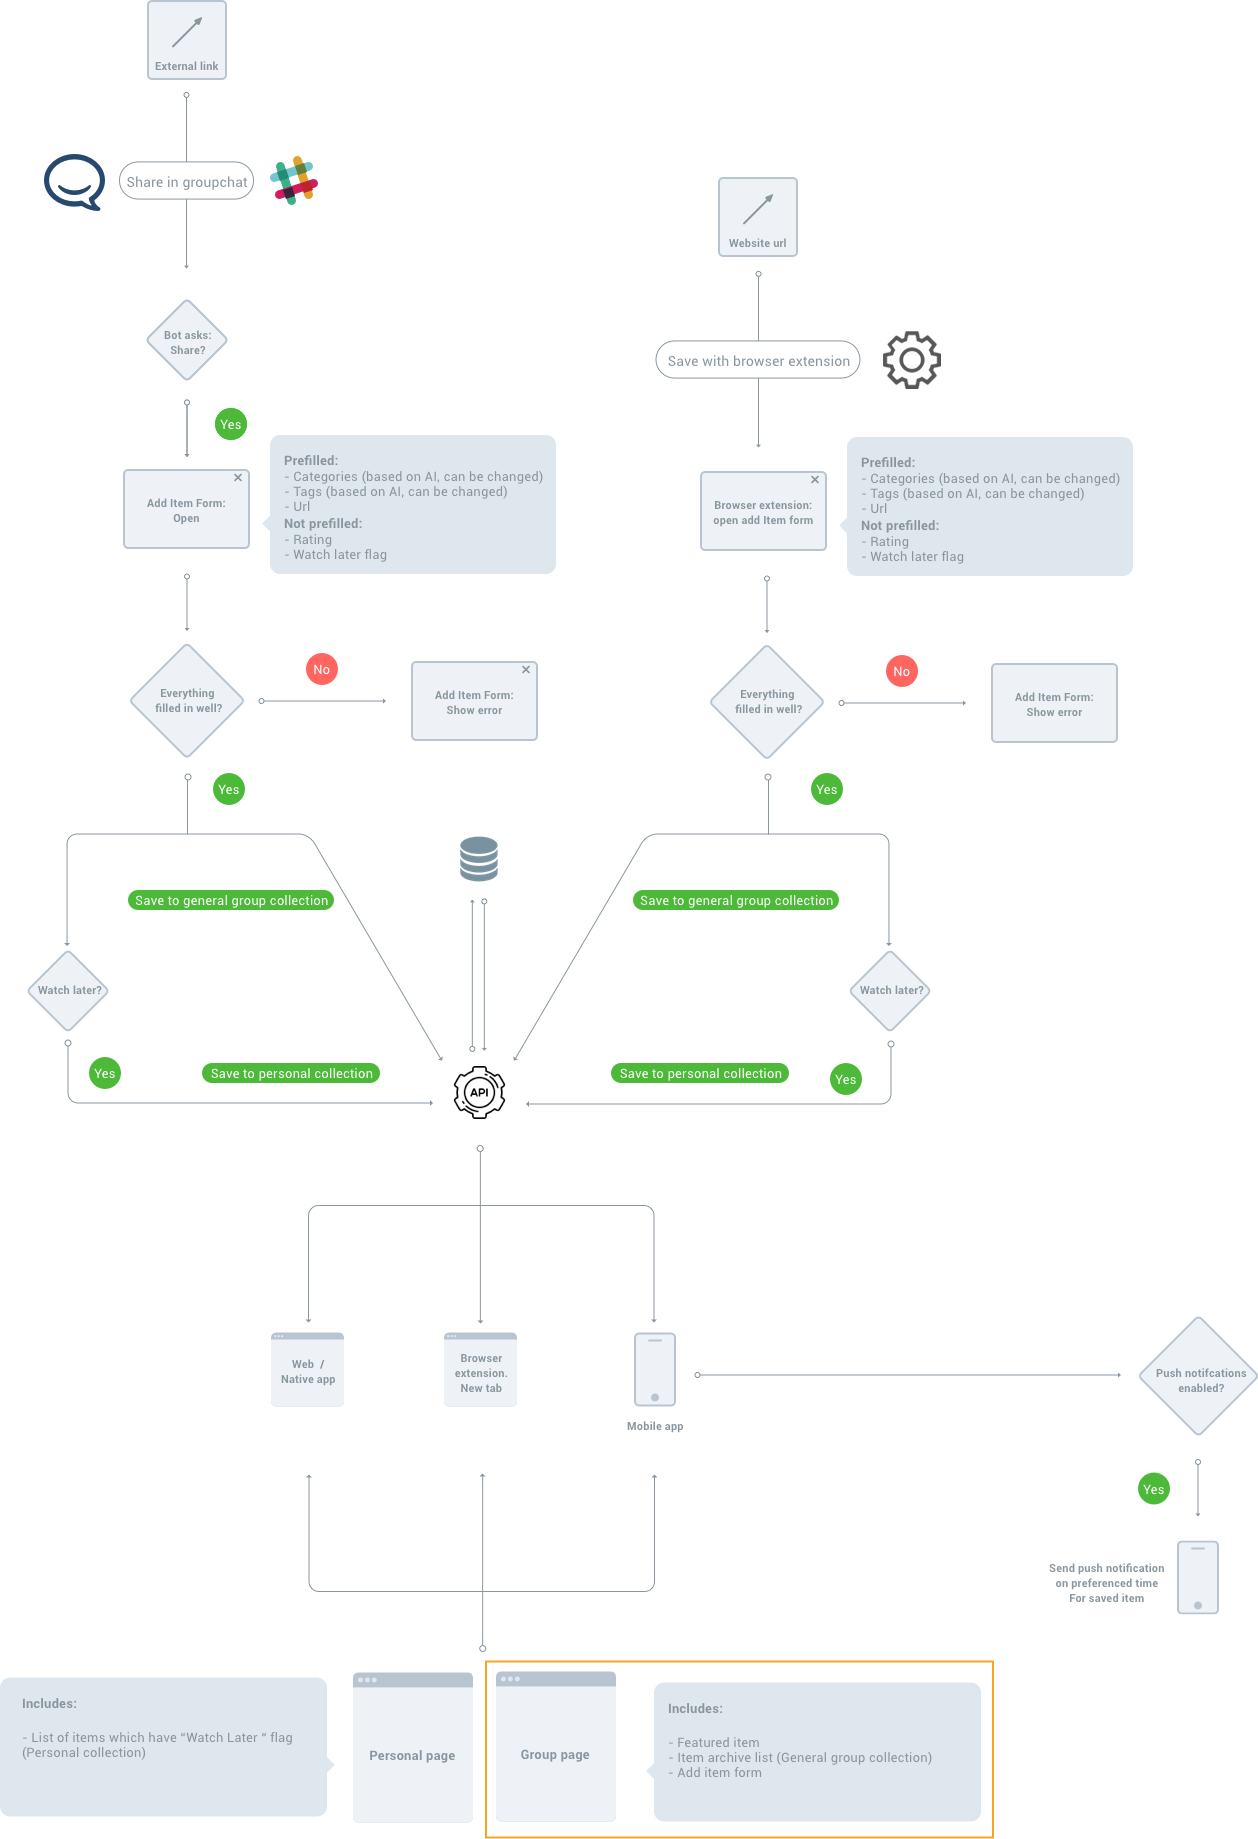 External link
Share in groupchat
Website url
Bot asks:
Share?
Save with browser extension
Yes
Prefilled:
- Categories (based on AI, can be changed)
- Tags (based on AI, can be changed)
- Url
Not prefilled:
- Rating
- Watch later flag
Add Item Form:
Open
Browser extension:
open add Item form
Prefilled:
- Categories (based on AI, can be changed)
- Tags (based on AI, can be changed)
- Url
Not prefilled:
- Rating
- Watch later flag
Everything
filled in well?
No
Add Item Form:
Show error
Everything
filled in well?
No
Add Item Form:
Show error
Yes
Yes
Save to general group collection
Save to general group collection
Watch later?
Watch later?
Yes
Save to personal collection
Save to personal collection
Yes
API
Web /
Native app
Browser
extension.
New tab
Mobile app
Push notifcations
enabled?
Yes
Send push notification
on preferenced time
For saved item
Includes:
- List of items which have “Watch Later “ flag
(Personal collection)
Personal page
Group page
Includes:
- Featured item
- Item archive list (General group collection)
- Add item form